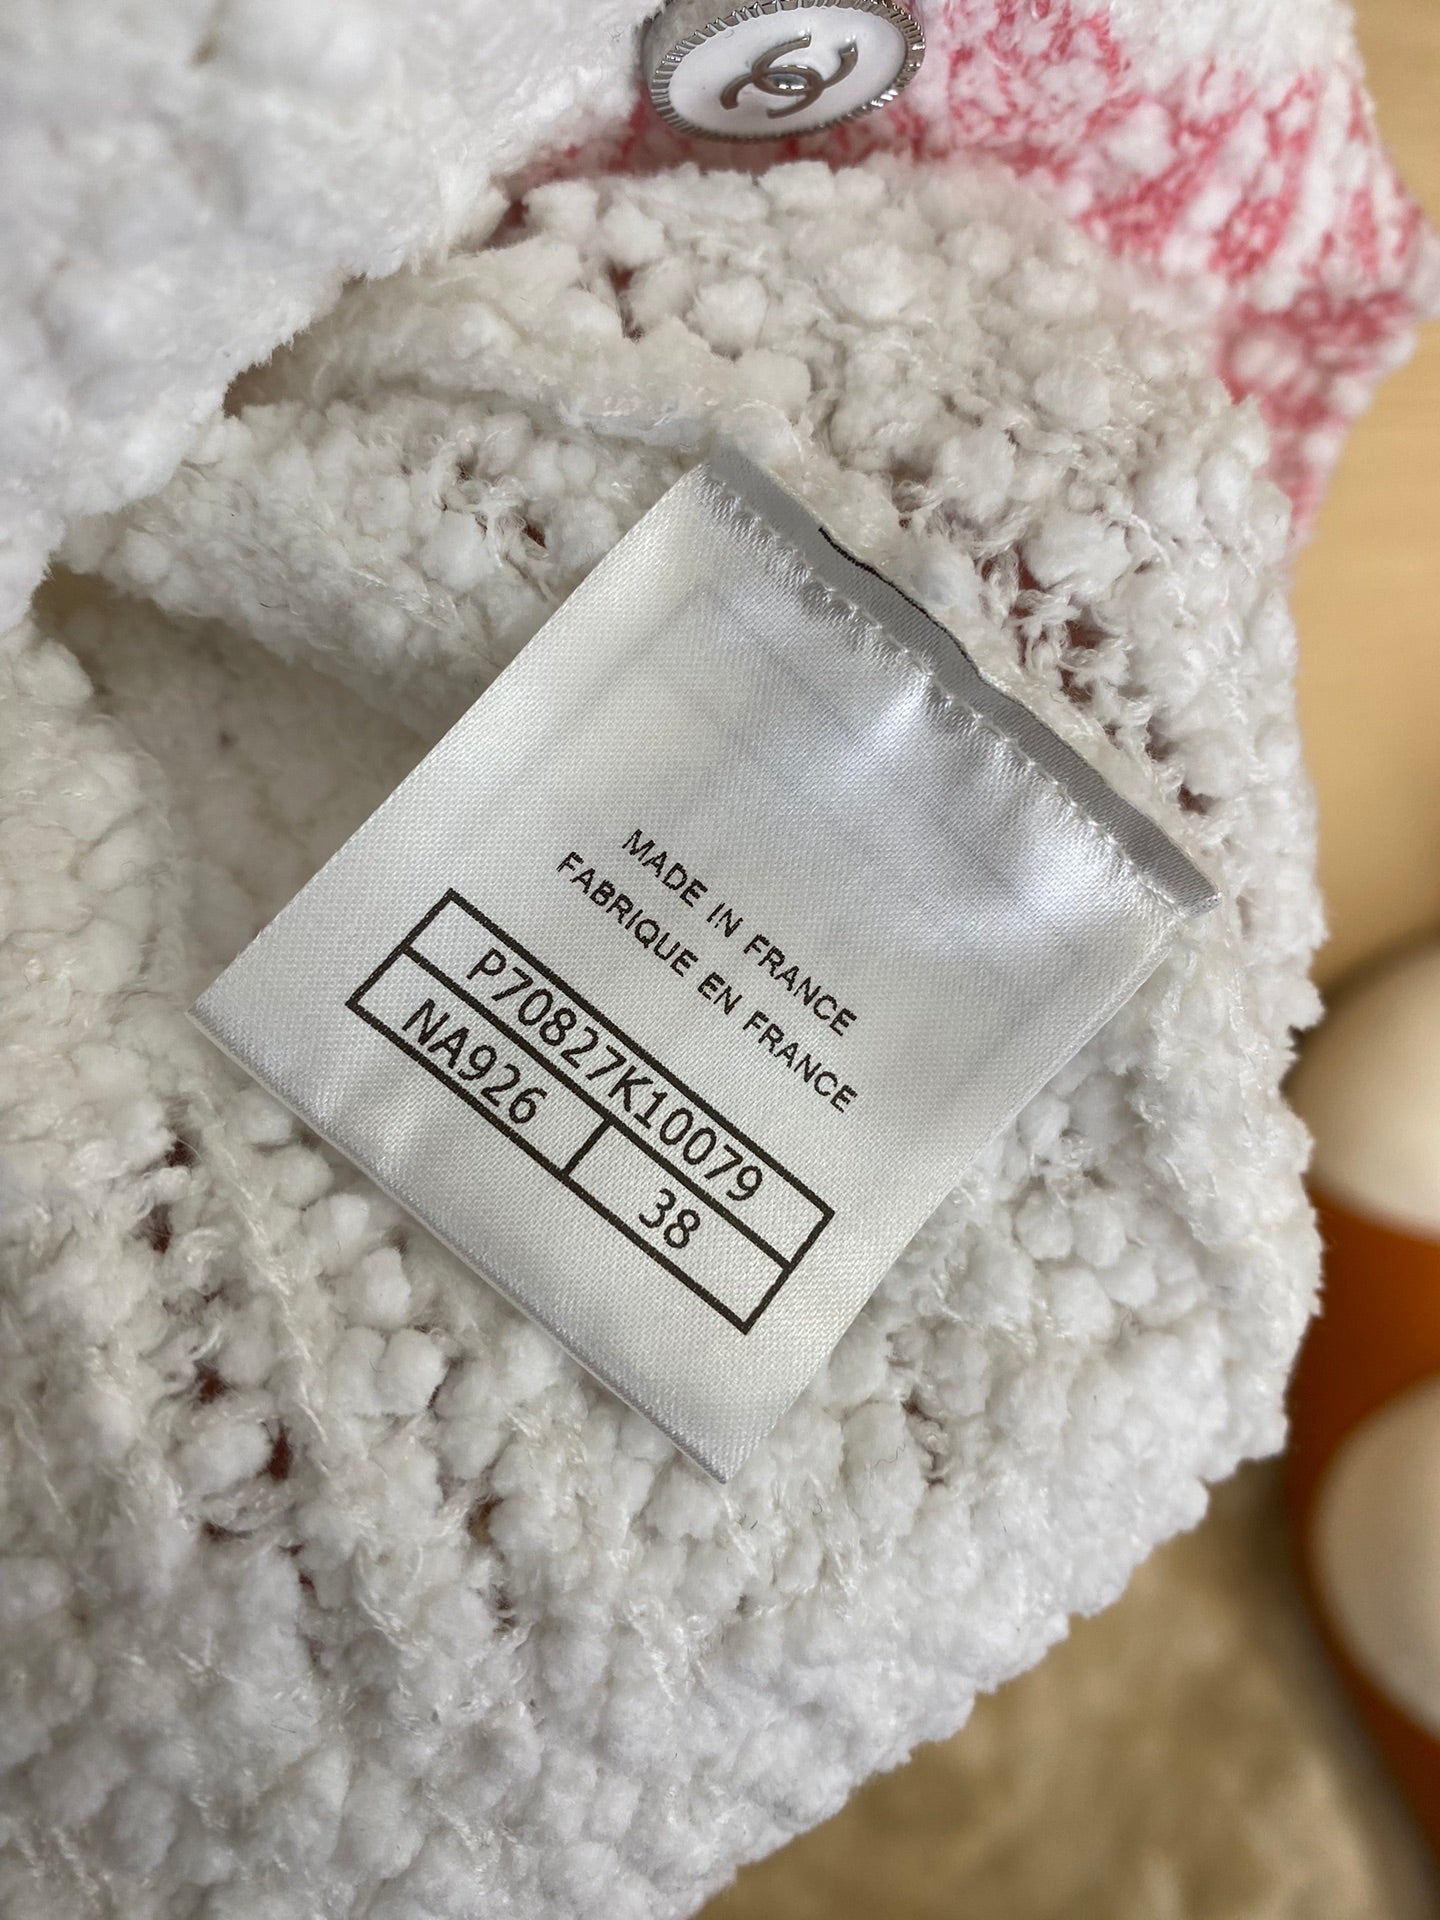 MADE IN FRANCE
FABRIQUE EN FRANCE
P70827K10079
NA926 38